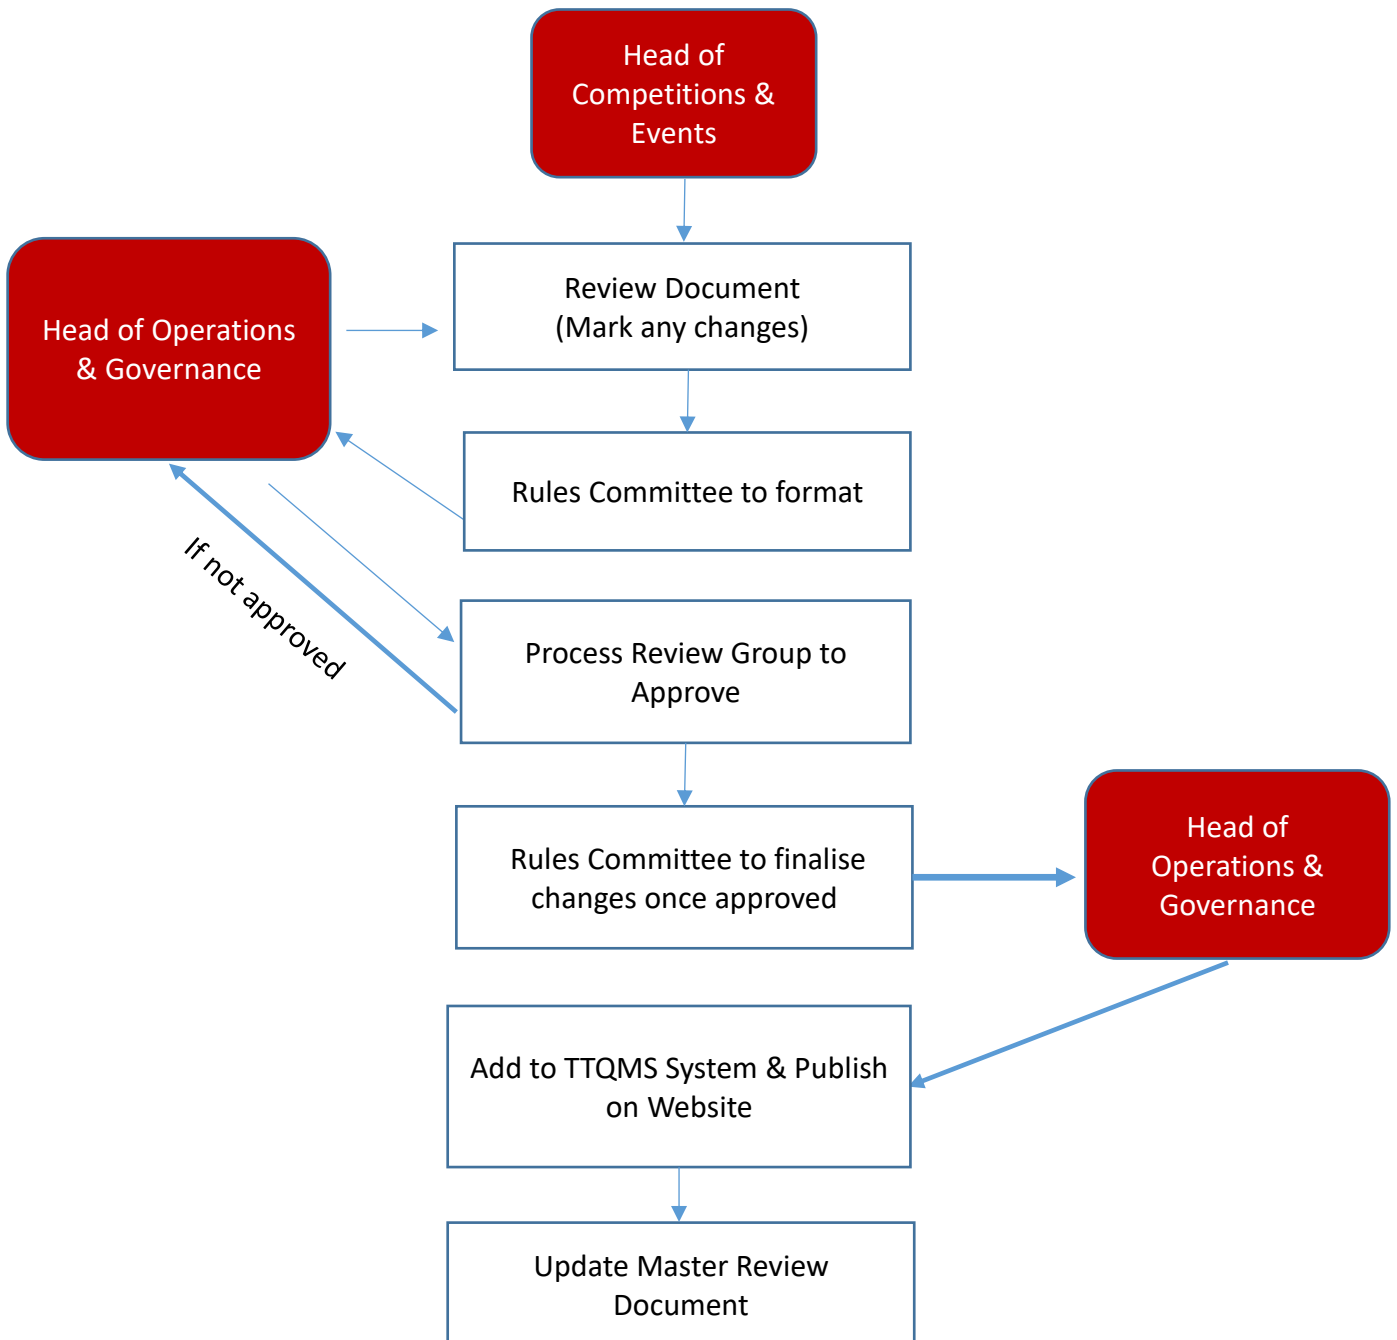 Head of
Competitions &
Events
Head of Operations
& Governance
Review Document
(Mark any changes)
Rules Committee to format
If not approved
Process Review Group to
Approve
Rules Committee to finalise
changes once approved
Head of
Operations &
Governance
Add to TTQMS System & Publish
on Website
Update Master Review
Document